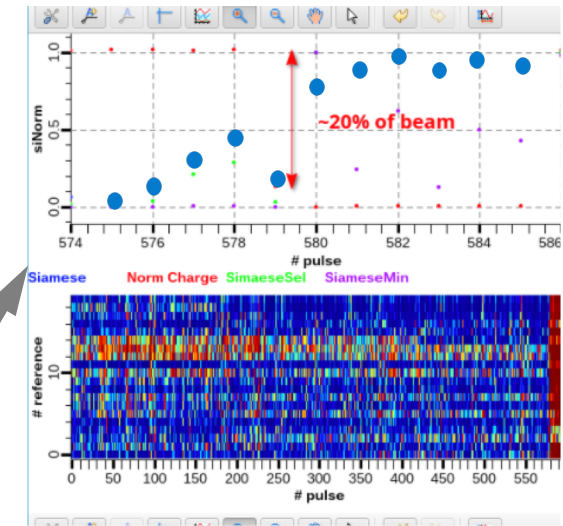 1.0
0.5
0.0
siNorm
~20% of beam
574 576 578 580 582 584 586
# pulse
Siamese Norm Charge SimaeseSel SiameseMin
10
0
# reference
0 50 100 150 200 250 300 350 400 450 500 550
# pulse